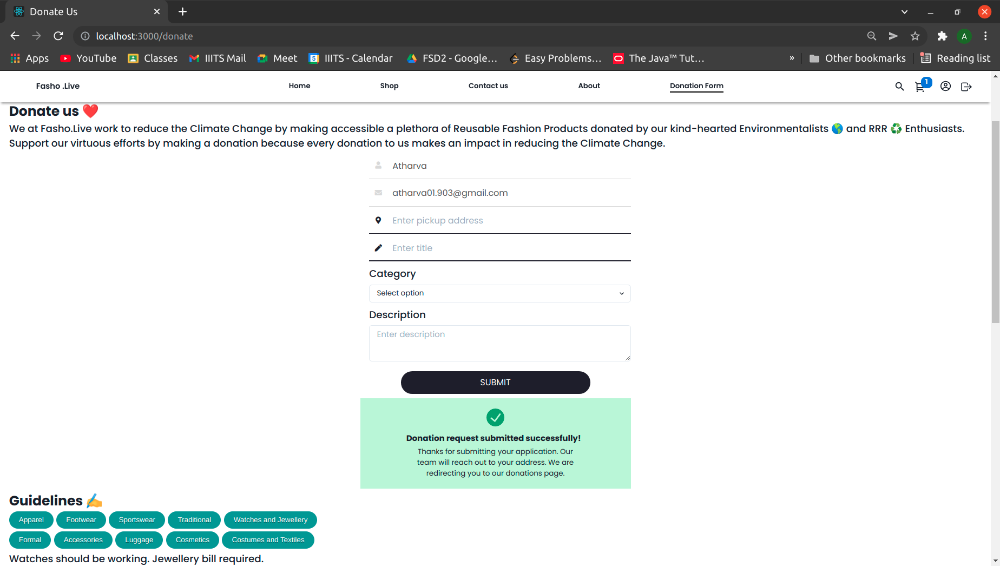 Donate Us
localhost:3000/donate
A
Apps
YouTube
Classes
IIITS Mail
Meet
5
IIITS - Calendar
FSD2 - Google…
Easy Problems…
The Java™ Tut…
»
Other bookmarks
Reading list
Fasho .Live
Home
Shop
Contact us
About
Donation Form
1
Donate us ❤️
We at Fasho.Live work to reduce the Climate Change by making accessible a plethora of Reusable Fashion Products donated by our kind-hearted Environmentalists 🌎 and RRR ♻️ Enthusiasts.
Support our virtuous efforts by making a donation because every donation to us makes an impact in reducing the Climate Change.
Atharva
atharva01.903@gmail.com
Enter pickup address
Enter title
Category
Select option
Description
Enter description
SUBMIT
Donation request submitted successfully!
Thanks for submitting your application. Our
team will reach out to your address. We are
redirecting you to our donations page.
Guidelines ✍️
Apparel
Footwear
Sportswear
Traditional
Watches and Jewellery
Formal
Accessories
Luggage
Cosmetics
Costumes and Textiles
Watches should be working. Jewellery bill required.